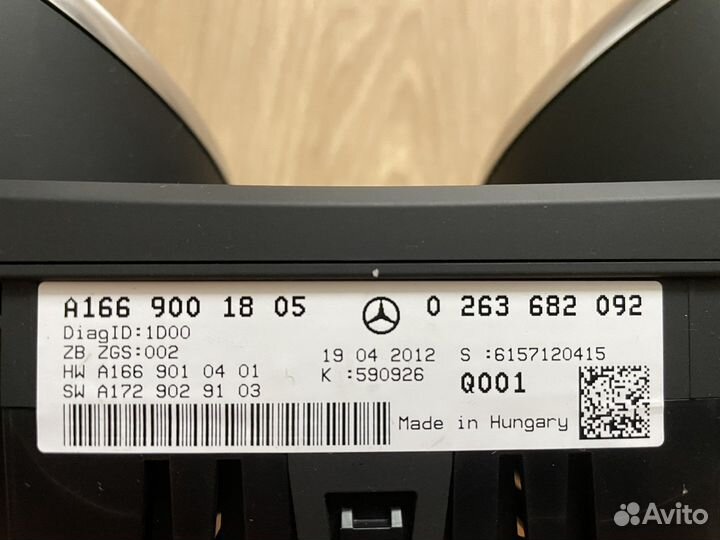 A166 900 18 05 0 263 682 092
DiagID:1D00
ZB ZGS:002 19 04 2012 S :6157120415
HW A166 901 04 01 K :590926 Q001
SW A172 902 91 03
Made in Hungary
Avito